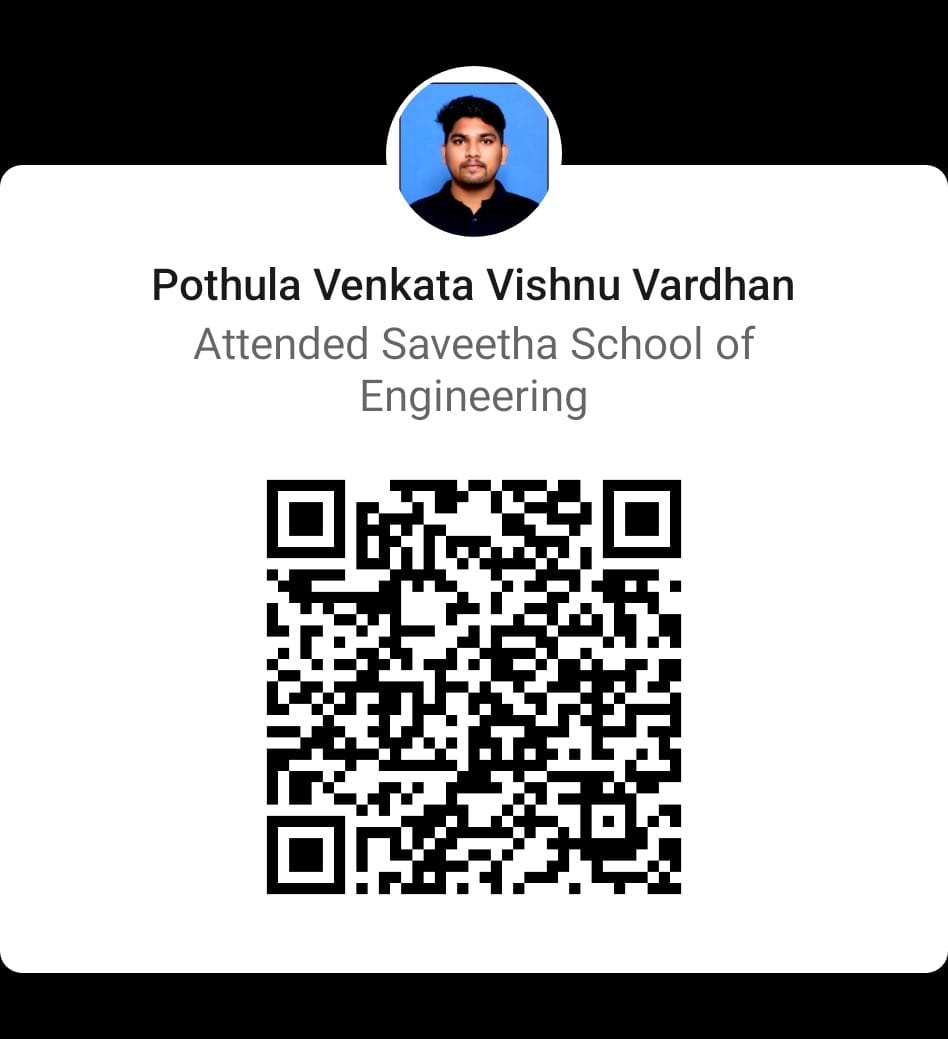 Pothula Venkata Vishnu Vardhan
Attended Saveetha School of
Engineering